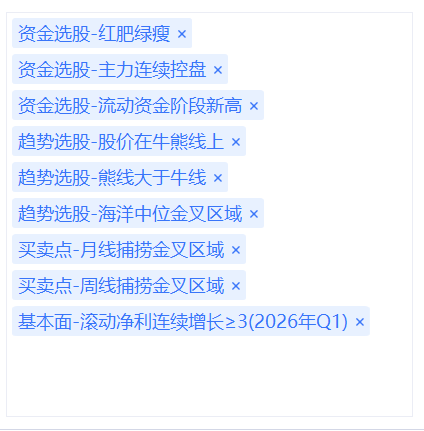 资金选股-红肥绿瘦 ×
资金选股-主力连续控盘 ×
资金选股-流动资金阶段新高 ×
趋势选股-股价在牛熊线上 ×
趋势选股-熊线大于牛线 ×
趋势选股-海洋中位金叉区域 ×
买卖点-月线捕捞金叉区域 ×
买卖点-周线捕捞金叉区域 ×
基本面-滚动净利连续增长≥3(2026年Q1) ×